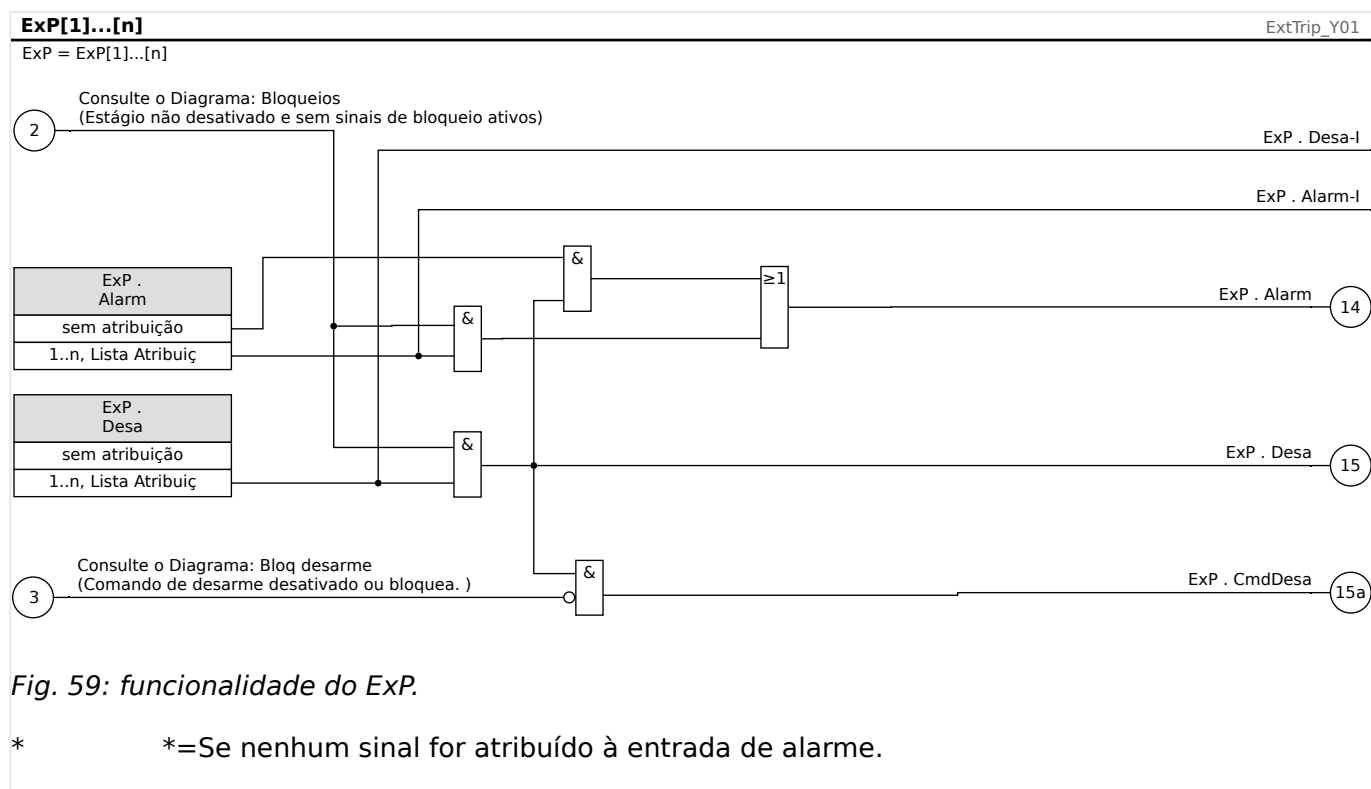 ExP[1]...[n]
ExtTrip_Y01
ExP = ExP[1]...[n]
Consulte o Diagrama: Bloqueios
(Estágio não desativado e sem sinais de bloqueio ativos)
2
ExP . Desa-I
ExP . Alarm-I
&
ExP .
Alarm
≥1
sem atribuição
1..n, Lista Atribuiç
&
ExP . Alarm
14
ExP .
Desa
sem atribuição
1..n, Lista Atribuiç
&
ExP . Desa
15
Consulte o Diagrama: Bloq desarme
(Comando de desarme desativado ou bloquea. )
3
&
ExP . CmdDesa
15a
Fig. 59: funcionalidade do ExP.
* *=Se nenhum sinal for atribuído à entrada de alarme.